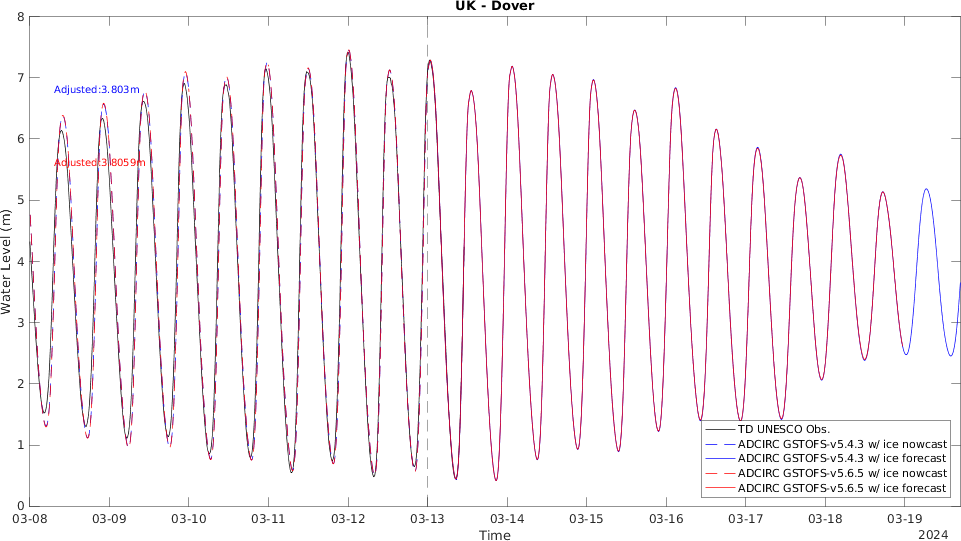 UK - Dover
8
7
6
5
4
3
2
1
0
Water Level (m)
Adjusted:3.803m
Adjusted:3.8059m
TD UNESCO Obs.
ADCIRC GSTOFS-v5.4.3 w/ ice nowcast
ADCIRC GSTOFS-v5.4.3 w/ ice forecast
ADCIRC GSTOFS-v5.6.5 w/ ice nowcast
ADCIRC GSTOFS-v5.6.5 w/ ice forecast
03-08 03-09 03-10 03-11 03-12 03-13 03-14 03-15 03-16 03-17 03-18 03-19
Time
2024